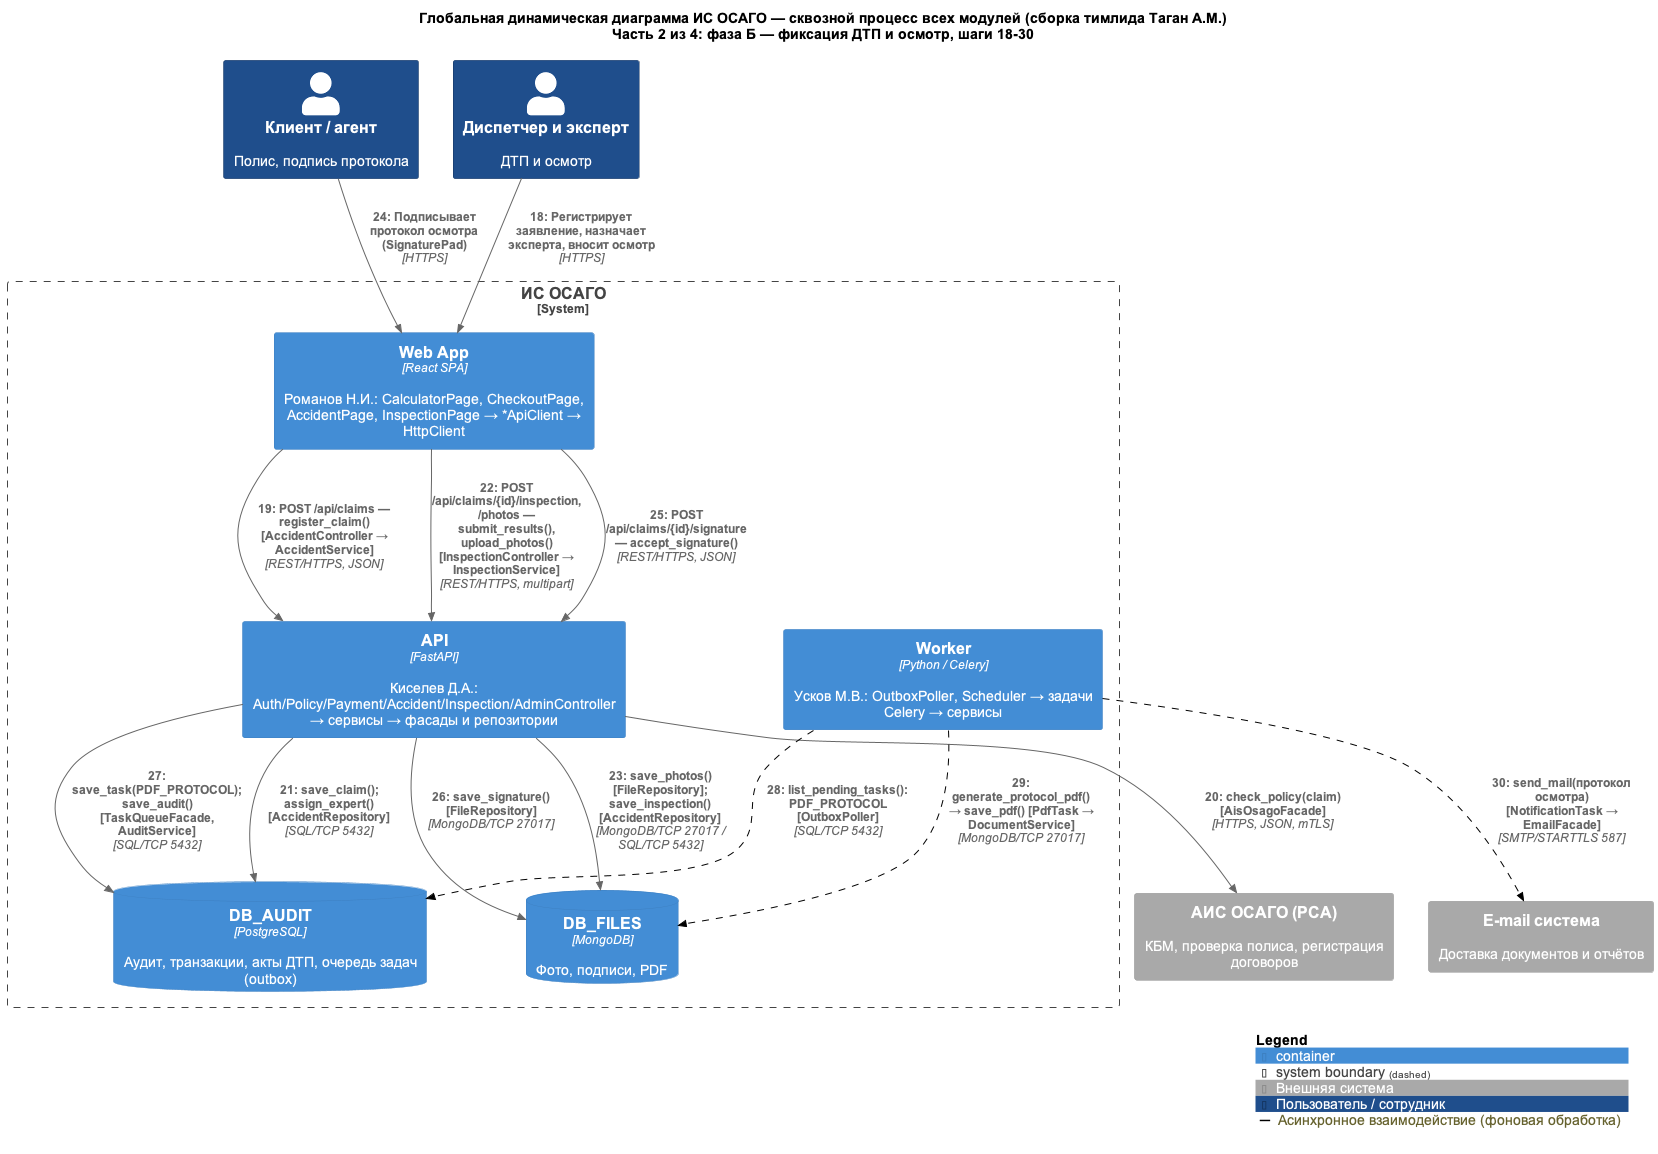 Глобальная динамическая диаграмма ИС ОСАГО — сквозной процесс всех модулей (сборка тимлида Таган А.М.)
Часть 2 из 4: фаза Б — фиксация ДТП и осмотр, шаги 18-30
Клиент / агент
Полис, подпись протокола
Диспетчер и эксперт
ДТП и осмотр
24: Подписывает
протокол осмотра
(SignaturePad)
[HTTPS]
18: Регистрирует
заявление, назначает
эксперта, вносит осмотр
[HTTPS]
ИС ОСАГО
[System]
Web App
[React SPA]
Романов Н.И.: CalculatorPage, CheckoutPage,
AccidentPage, InspectionPage → *ApiClient →
HttpClient
19: POST /api/claims —
register_claim()
[AccidentController →
AccidentService]
[REST/HTTPS, JSON]
22: POST
/api/claims/{id}/inspection,
/photos —
submit_results(),
upload_photos()
[InspectionController →
InspectionService]
[REST/HTTPS, multipart]
25: POST
/api/claims/{id}/signature
— accept_signature()
[REST/HTTPS, JSON]
API
[FastAPI]
Киселев Д.А.:
Auth/Policy/Payment/Accident/Inspection/AdminController
→ сервисы → фасады и репозитории
Worker
[Python / Celery]
Усков М.В.: OutboxPoller, Scheduler → задачи
Celery → сервисы
27:
save_task(PDF_PROTOCOL);
save_audit()
[TaskQueueFacade,
AuditService]
[SQL/TCP 5432]
21: save_claim();
assign_expert()
[AccidentRepository]
[SQL/TCP 5432]
26: save_signature()
[FileRepository]
[MongoDB/TCP 27017]
23: save_photos()
[FileRepository];
save_inspection()
[AccidentRepository]
[MongoDB/TCP 27017 /
SQL/TCP 5432]
28: list_pending_tasks():
PDF_PROTOCOL
[OutboxPoller]
[SQL/TCP 5432]
29:
generate_protocol_pdf()
→ save_pdf() [PdfTask →
DocumentService]
[MongoDB/TCP 27017]
20: check_policy(claim)
[AisOsagoFacade]
[HTTPS, JSON, mTLS]
30: send_mail(протокол
осмотра)
[NotificationTask →
EmailFacade]
[SMTP/STARTTLS 587]
DB_AUDIT
[PostgreSQL]
Аудит, транзакции, акты ДТП, очередь задач
(outbox)
DB_FILES
[MongoDB]
Фото, подписи, PDF
АИС ОСАГО (РСА)
КБМ, проверка полиса, регистрация
договоров
E-mail система
Доставка документов и отчётов
Legend
container
system boundary (dashed)
Внешняя система
Пользователь / сотрудник
Асинхронное взаимодействие (фоновая обработка)